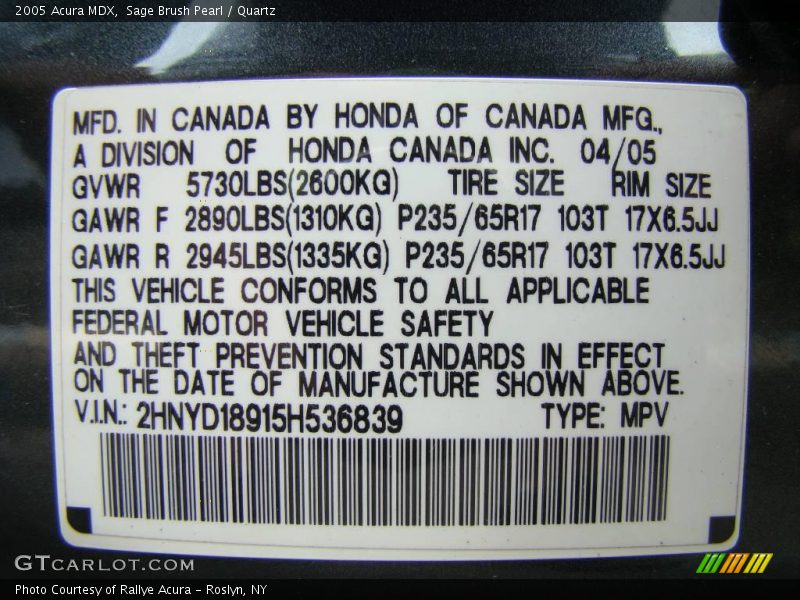 2005 Acura MDX, Sage Brush Pearl / Quartz
MFD. IN CANADA BY HONDA OF CANADA MFG.,
A DIVISION OF HONDA CANADA INC. 04/05
GVWR 5730LBS(2600KG) TIRE SIZE RIM SIZE
GAWR F 2890LBS(1310KG) P235/65R17 103T 17X6.5JJ
GAWR R 2945LBS(1335KG) P235/65R17 103T 17X6.5JJ
THIS VEHICLE CONFORMS TO ALL APPLICABLE
FEDERAL MOTOR VEHICLE SAFETY
AND THEFT PREVENTION STANDARDS IN EFFECT
ON THE DATE OF MANUFACTURE SHOWN ABOVE.
V.I.N.: 2HNYD18915H536839 TYPE: MPV
GTCARLOT.COM
Photo Courtesy of Rallye Acura - Roslyn, NY